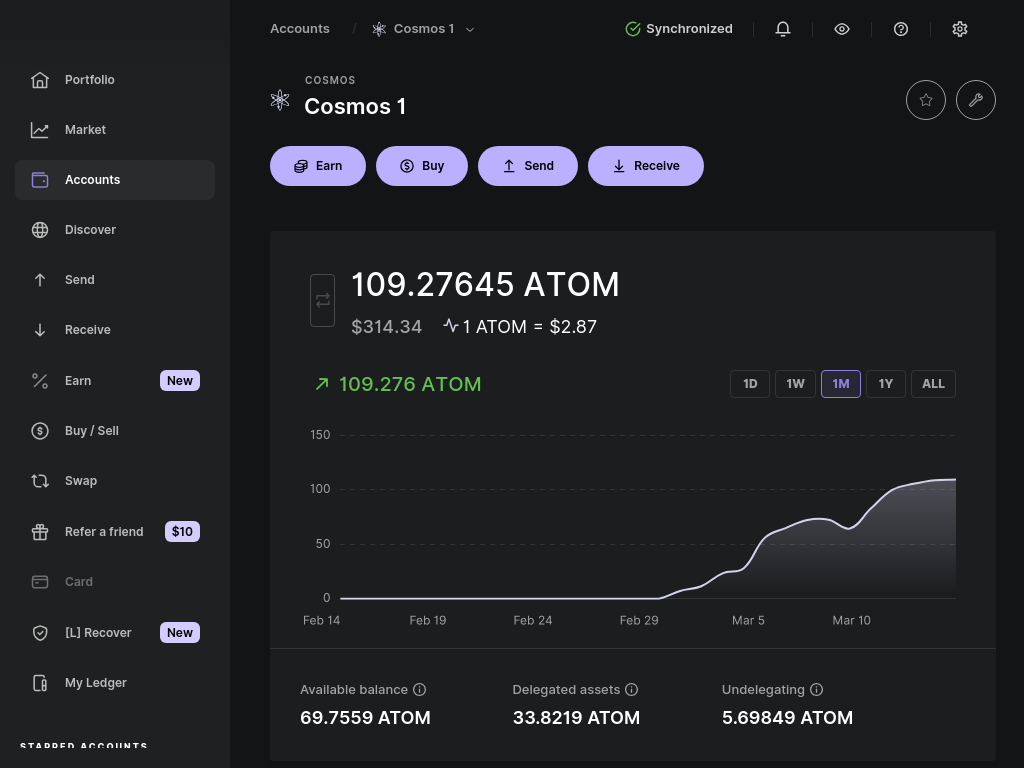 Accounts / Cosmos 1
Synchronized
Portfolio
Market
Accounts
Discover
Send
Receive
Earn New
Buy / Sell
Swap
Refer a friend $10
Card
[L] Recover New
My Ledger
STARRED ACCOUNTS
COSMOS
Cosmos 1
Earn Buy Send Receive
109.27645 ATOM
$314.34 1 ATOM = $2.87
109.276 ATOM
1D 1W 1M 1Y ALL
150
100
50
0
Feb 14 Feb 19 Feb 24 Feb 29 Mar 5 Mar 10
Available balance Delegated assets Undelegating
69.7559 ATOM 33.8219 ATOM 5.69849 ATOM